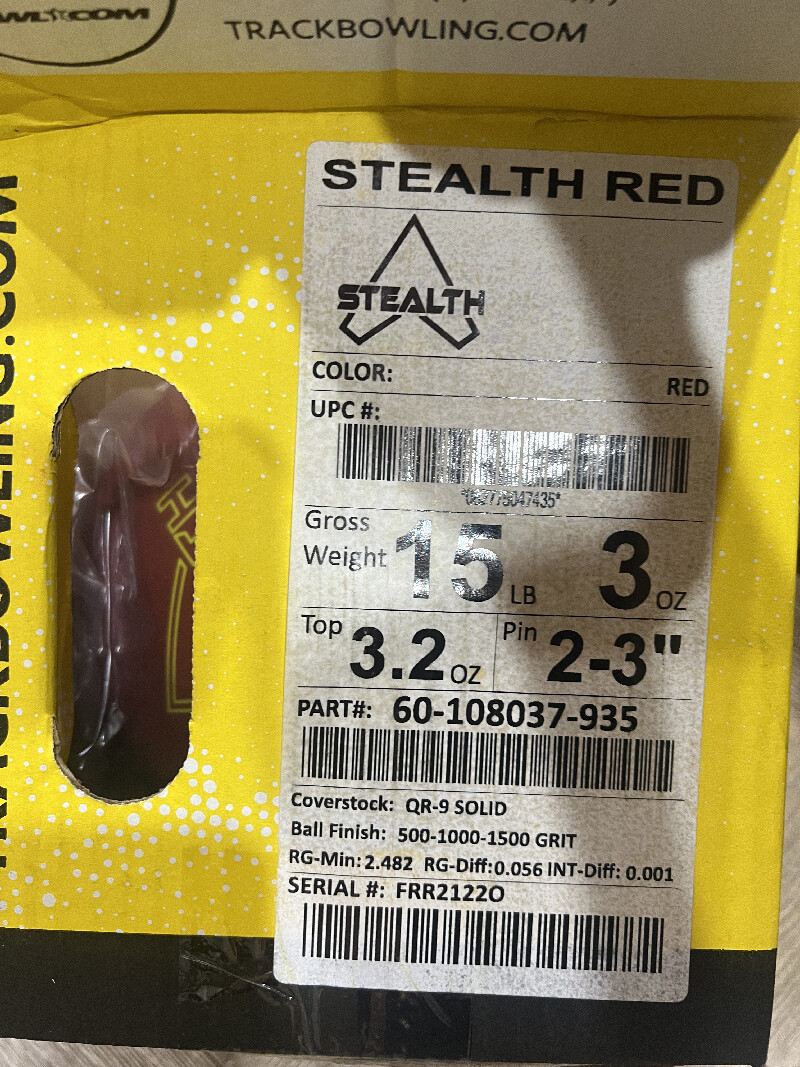 TRACKBOWLING.COM
STEALTH RED
STEALTH
COLOR: RED
UPC #:
Gross Weight 15 LB 3 OZ
Top 3.2 OZ Pin 2-3"
PART#: 60-108037-935
Coverstock: QR-9 SOLID
Ball Finish: 500-1000-1500 GRIT
RG-Min: 2.482 RG-Diff: 0.056 INT-Diff: 0.001
SERIAL #: FRR2122O